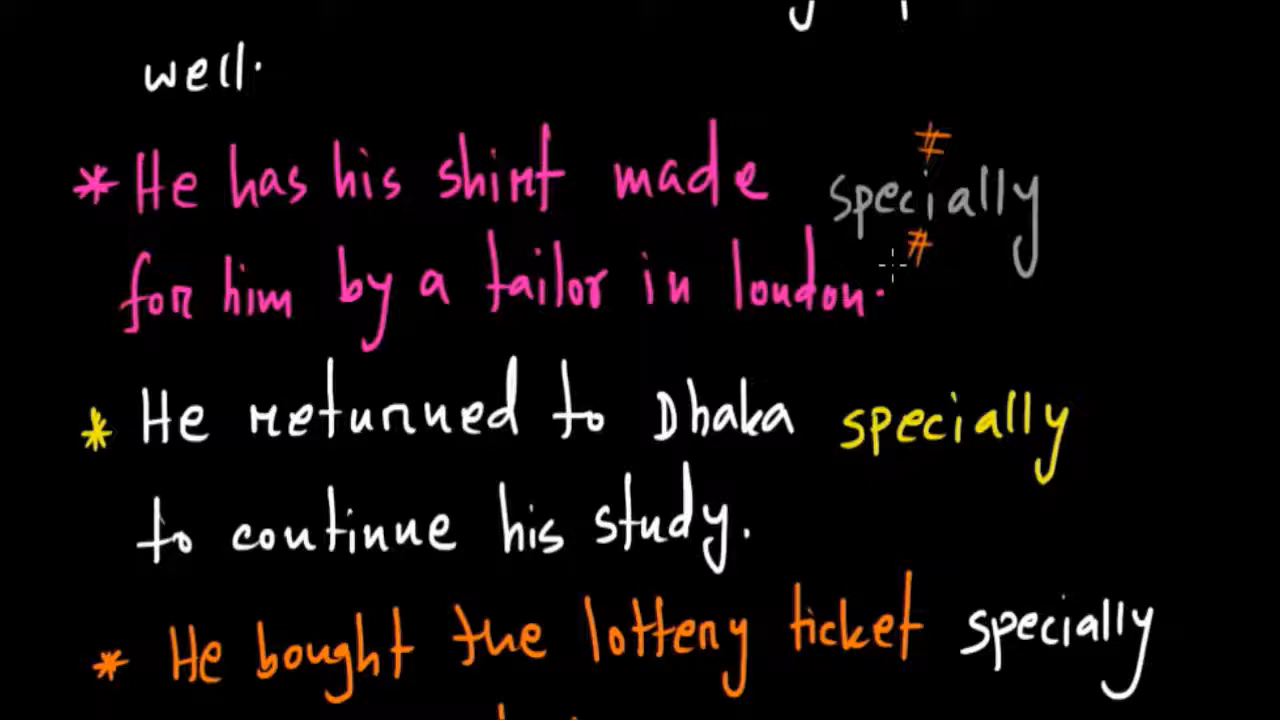 well.
* He has his shirt made specially
for him by a tailor in london.
* He returned to Dhaka specially
to continue his study.
* He bought the lottery ticket specially